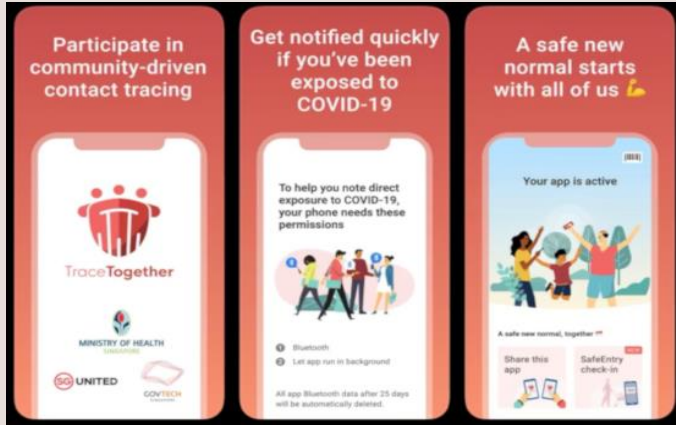 Participate in
community-driven
contact tracing
TraceTogether
MINISTRY OF HEALTH
SINGAPORE
SG UNITED
GOVTECH
Get notified quickly
if you've been
exposed to
COVID-19
To help you note direct
exposure to COVID-19,
your phone needs these
permissions
1 Bluetooth
2 Let app run in background
All app Bluetooth data after 25 days
will be automatically deleted.
A safe new
normal starts
with all of us 💪
Your app is active
A safe new normal, together
Share this
app
NEW
SafeEntry
check-in